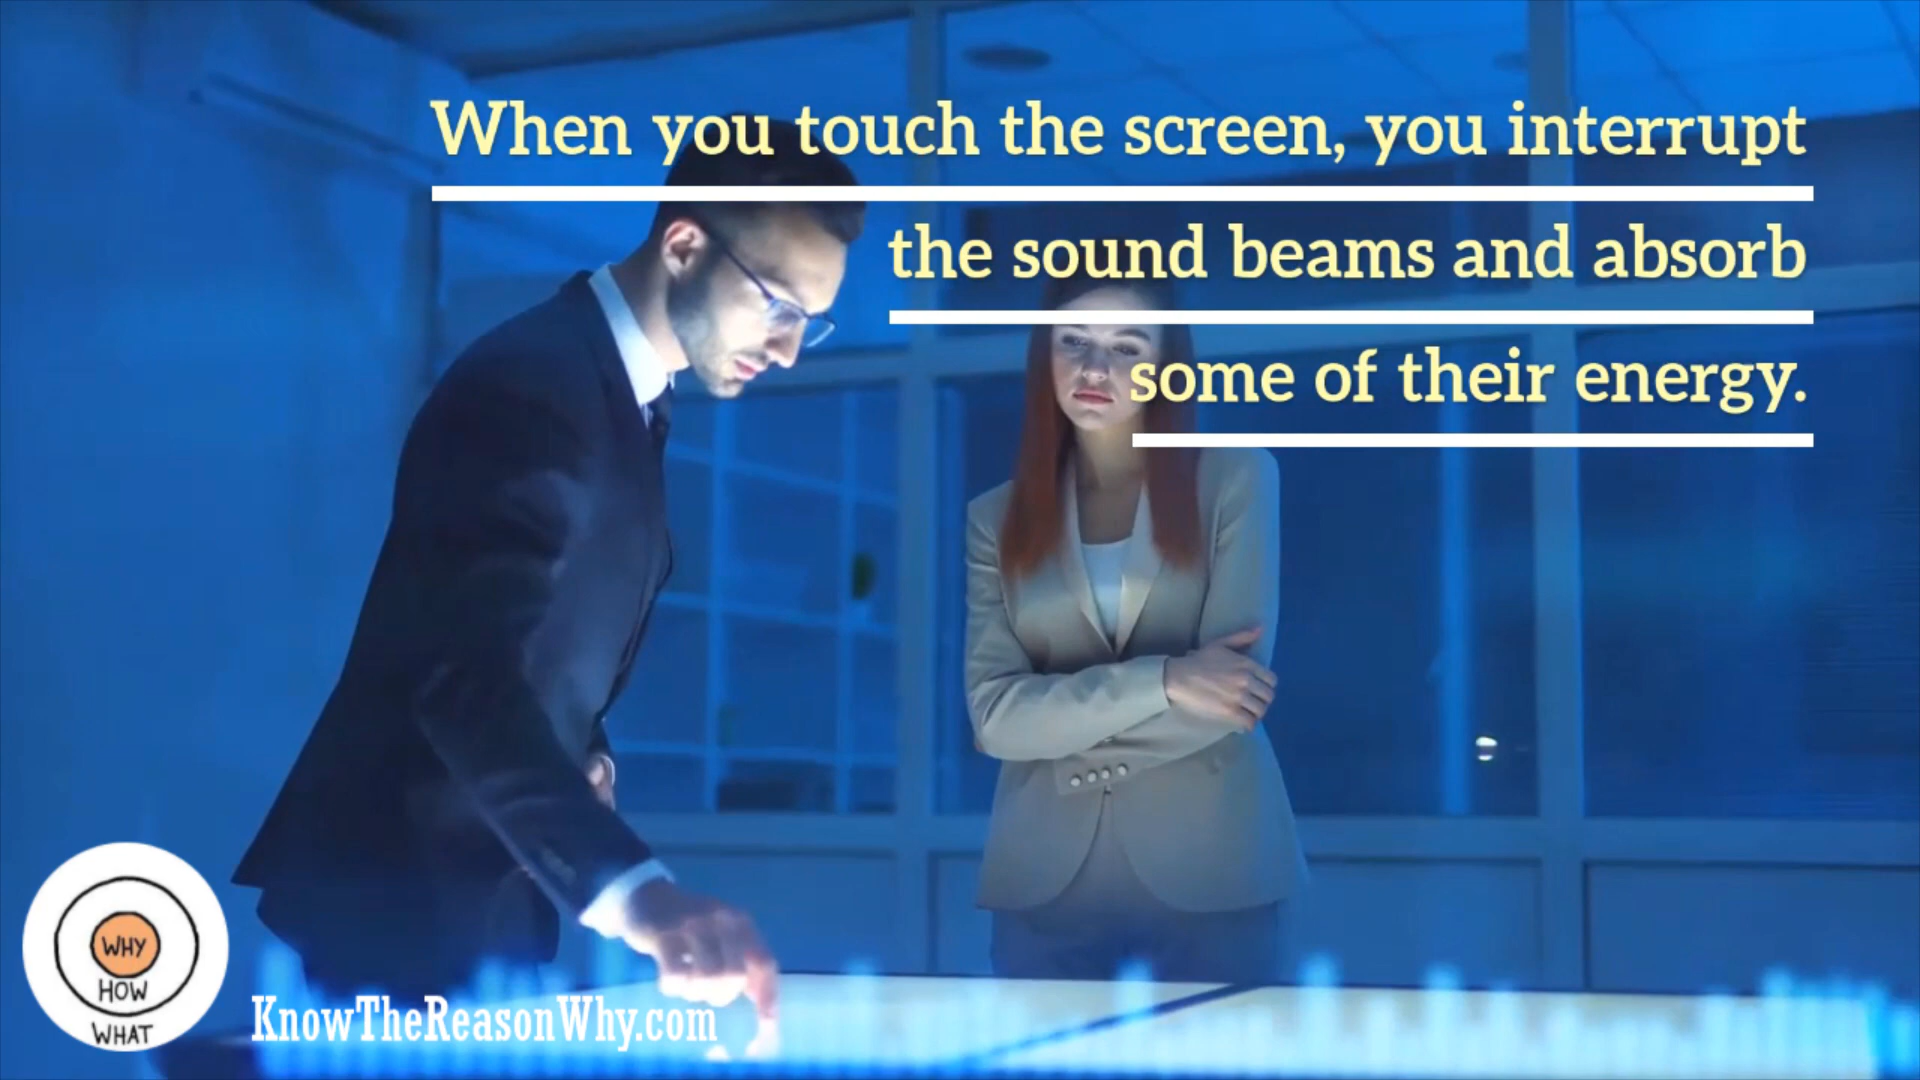 When you touch the screen, you interrupt
the sound beams and absorb
some of their energy.
WHY
HOW
WHAT
KnowTheReasonWhy.com